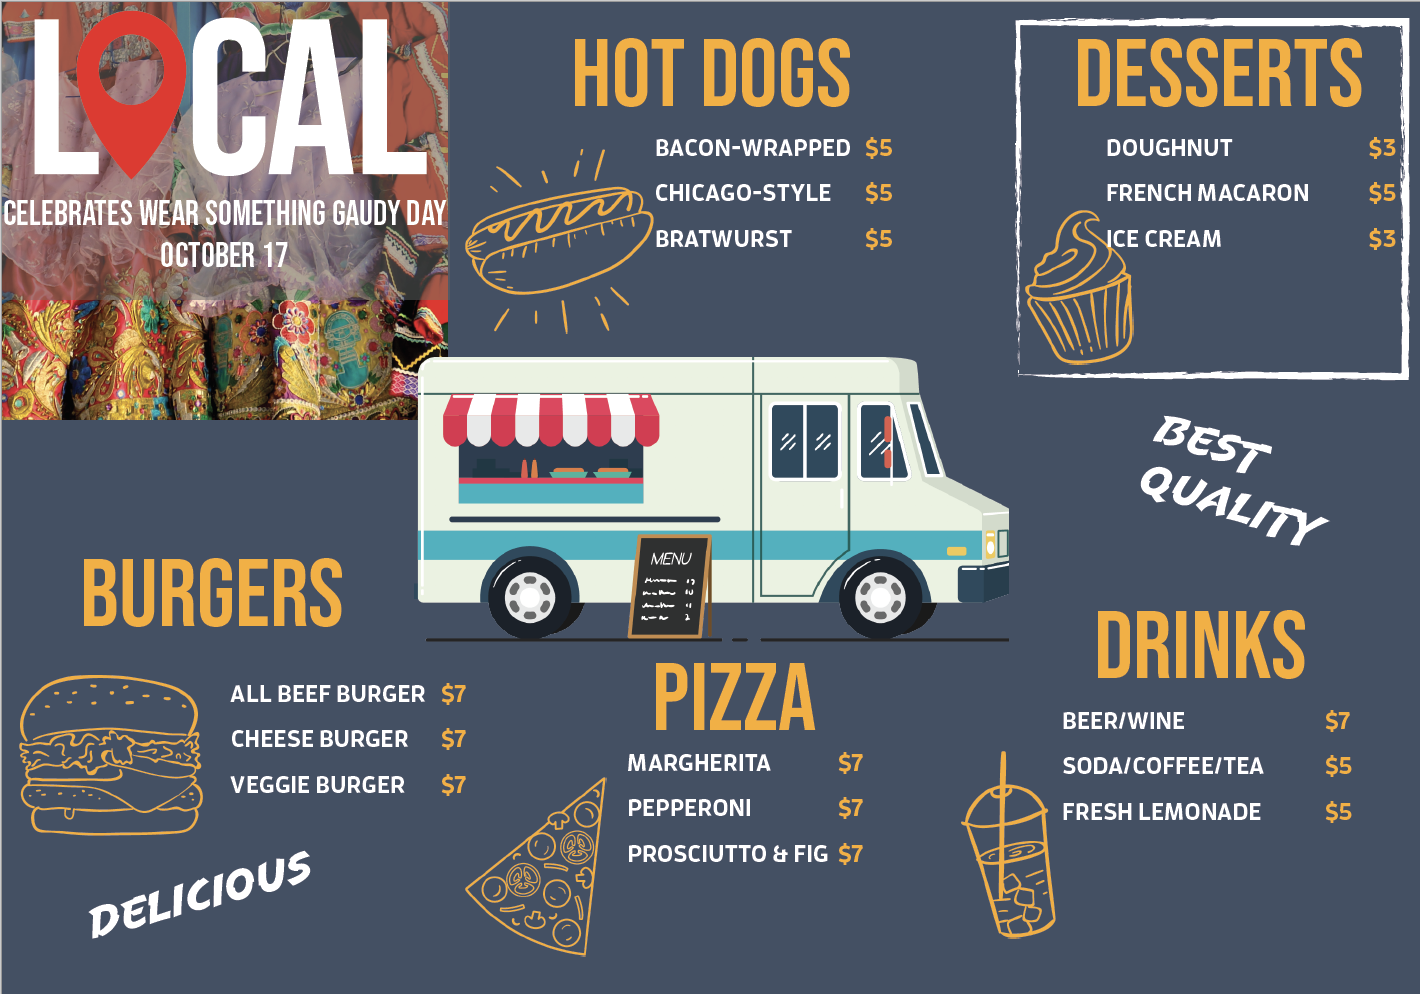 LOCAL
CELEBRATES WEAR SOMETHING GAUDY DAY
OCTOBER 17
HOT DOGS
BACON-WRAPPED $5
CHICAGO-STYLE $5
BRATWURST $5
DESSERTS
DOUGHNUT $3
FRENCH MACARON $5
ICE CREAM $3
BEST
QUALITY
MENU
BURGERS
ALL BEEF BURGER $7
CHEESE BURGER $7
VEGGIE BURGER $7
DELICIOUS
PIZZA
MARGHERITA $7
PEPPERONI $7
PROSCIUTTO & FIG $7
DRINKS
BEER/WINE $7
SODA/COFFEE/TEA $5
FRESH LEMONADE $5